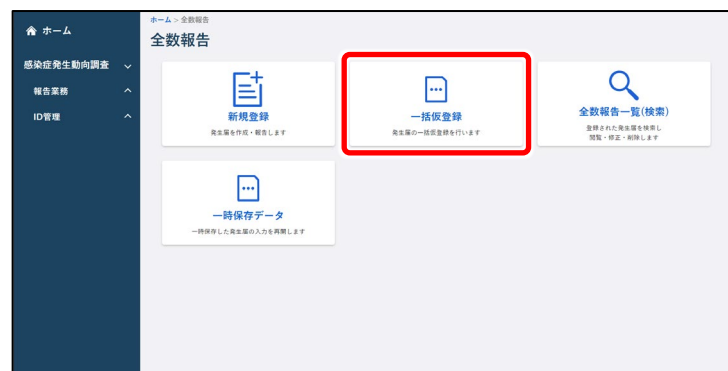 ホーム
感染症発生動向調査
報告業務
ID管理
ホーム > 全数報告
全数報告
新規登録
発生届を作成・報告します
一括仮登録
発生届の一括仮登録を行います
全数報告一覧(検索)
登録された発生届を検索し
閲覧・修正・削除します
一時保存データ
一時保存した発生届の入力を再開します